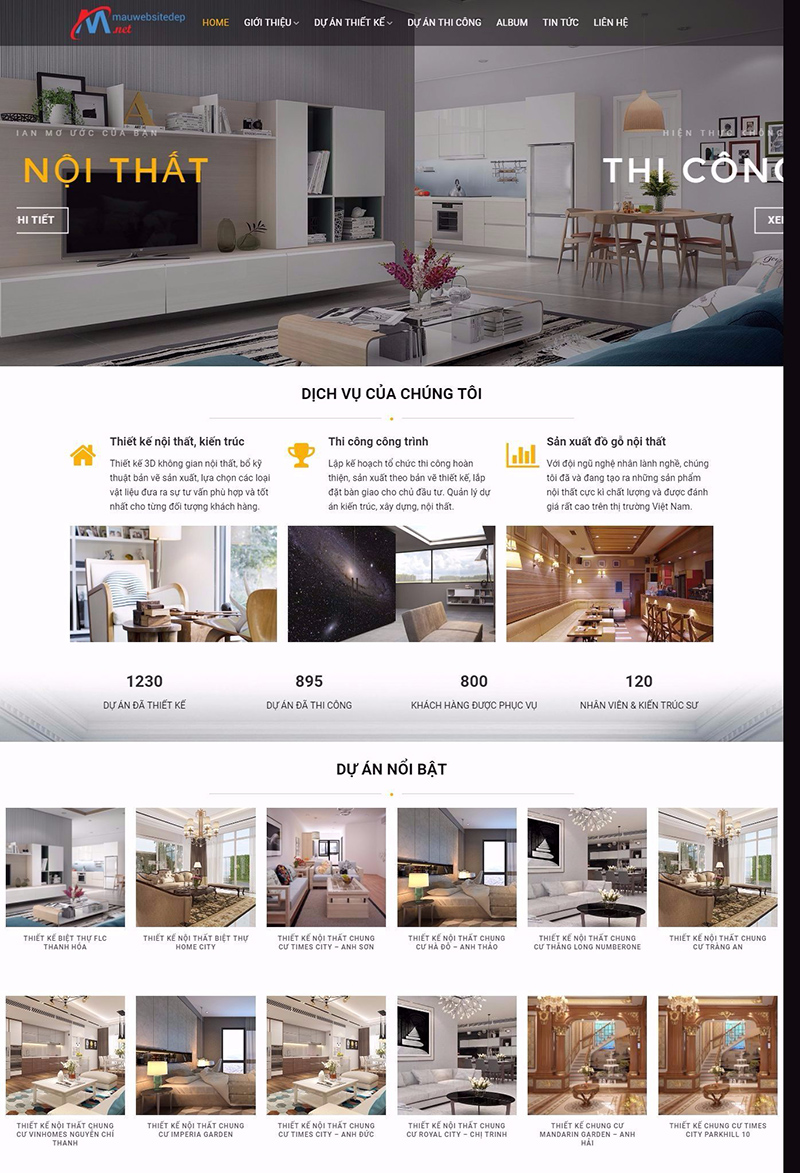 mauwebsitedep
.net
HOME GIỚI THIỆU DỰ ÁN THIẾT KẾ DỰ ÁN THI CÔNG ALBUM TIN TỨC LIÊN HỆ
IAN MƠ ƯỚC CỦA BẠN
HIỆN THỰC KHÔNG
NỘI THẤT
THI CÔNG
HI TIẾT
XE
DỊCH VỤ CỦA CHÚNG TÔI
Thiết kế nội thất, kiến trúc
Thiết kế 3D không gian nội thất, bổ kỹ
thuật bản vẽ sản xuất, lựa chọn các loại
vật liệu đưa ra sự tư vấn phù hợp và tốt
nhất cho từng đối tượng khách hàng.
Thi công công trình
Lập kế hoạch tổ chức thi công hoàn
thiện, sản xuất theo bản vẽ thiết kế, lắp
đặt bàn giao cho chủ đầu tư. Quản lý dự
án kiến trúc, xây dựng, nội thất.
Sản xuất đồ gỗ nội thất
Với đội ngũ nghệ nhân lành nghề, chúng
tôi đã và đang tạo ra những sản phẩm
nội thất cực kì chất lượng và được đánh
giá rất cao trên thị trường Việt Nam.
1230
DỰ ÁN ĐÃ THIẾT KẾ
895
DỰ ÁN ĐÃ THI CÔNG
800
KHÁCH HÀNG ĐƯỢC PHỤC VỤ
120
NHÂN VIÊN & KIẾN TRÚC SƯ
DỰ ÁN NỔI BẬT
THIẾT KẾ BIỆT THỰ FLC
THANH HÓA
THIẾT KẾ NỘI THẤT BIỆT THỰ
HOME CITY
THIẾT KẾ NỘI THẤT CHUNG
CƯ TIMES CITY – ANH SƠN
THIẾT KẾ NỘI THẤT CHUNG
CƯ HÀ ĐÔ – ANH THẢO
THIẾT KẾ NỘI THẤT CHUNG
CƯ THĂNG LONG NUMBERONE
THIẾT KẾ NỘI THẤT CHUNG
CƯ TRÀNG AN
THIẾT KẾ NỘI THẤT CHUNG
CƯ VINHOMES NGUYỄN CHÍ
THANH
THIẾT KẾ NỘI THẤT CHUNG
CƯ IMPERIA GARDEN
THIẾT KẾ NỘI THẤT CHUNG
CƯ TIMES CITY – ANH ĐỨC
THIẾT KẾ NỘI THẤT CHUNG
CƯ ROYAL CITY – CHỊ TRINH
THIẾT KẾ CHUNG CƯ
MANDARIN GARDEN – ANH
HẢI
THIẾT KẾ CHUNG CƯ TIMES
CITY PARKHILL 10